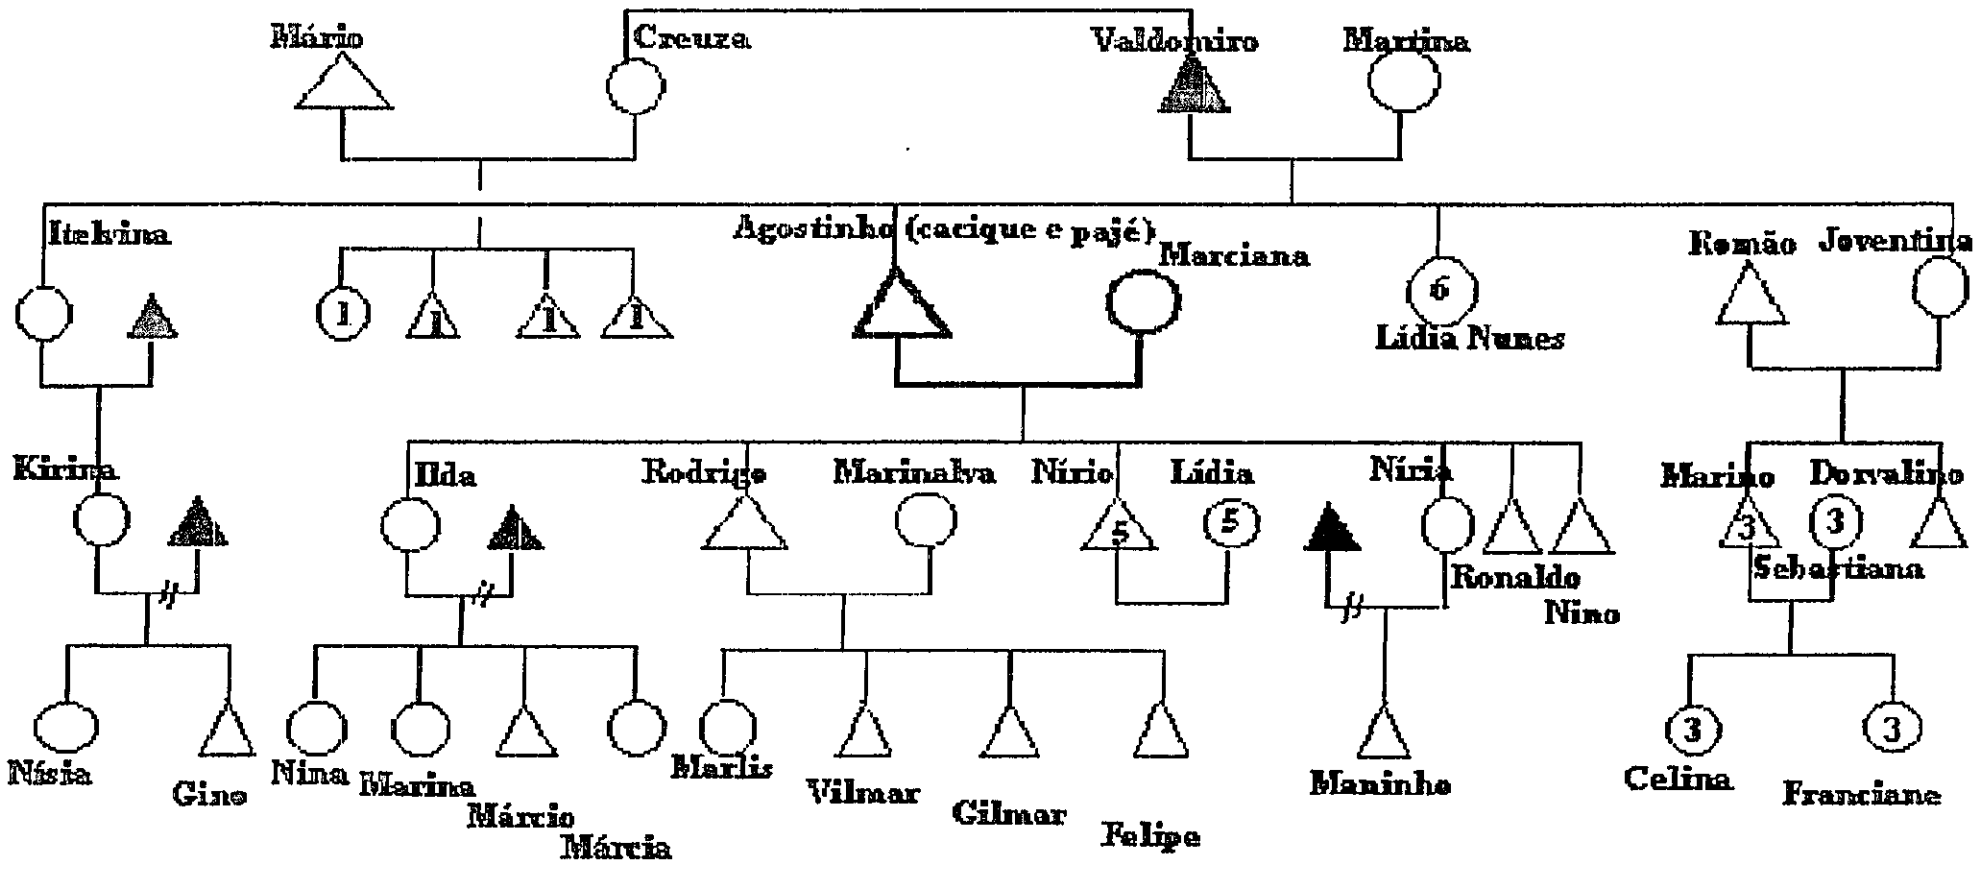 Mário Creuza Valdomiro Martina
Itelvina Agostinho (cacique e pajé) Marciana Romão Joventina
1 1 1 1 6
Lídia Nunes
Kirina Ilda Rodrigo Marinalva Nírio Lídia Níria Marino Dorvalino
5 5 3 3
Ronaldo Sebastiana
Nino
3 3
Nísia Gino Nina Marina Márcio Márcia Marlis Vilmar Gilmar Felipe Maninho Celina Franciane